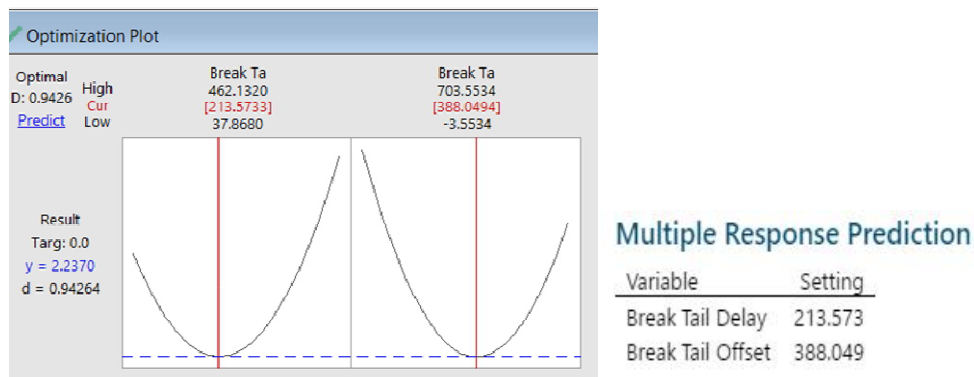 Optimization Plot
Optimal
D: 0.9426
Predict
High
Cur
Low
Break Ta
462.1320
[213.5733]
37.8680
Break Ta
703.5534
[388.0494]
-3.5534
Result
Targ: 0.0
y = 2.2370
d = 0.94264
Multiple Response Prediction
Variable Setting
Break Tail Delay 213.573
Break Tail Offset 388.049